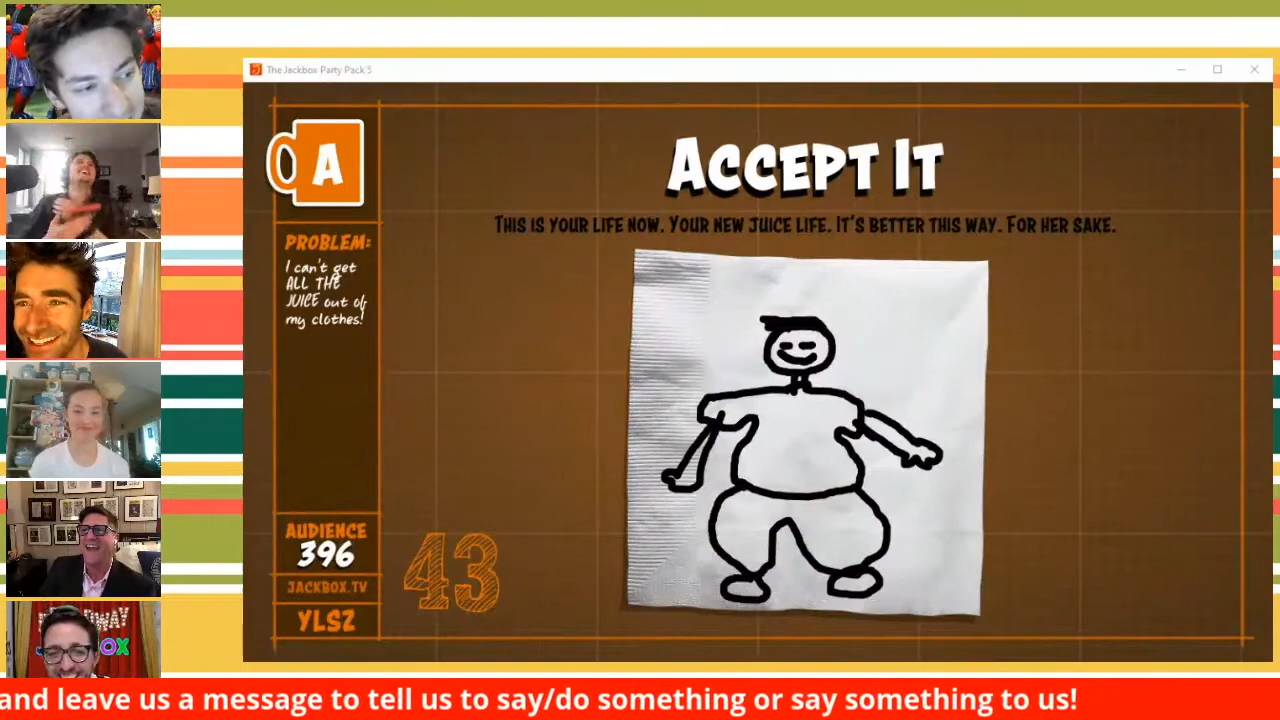 The Jackbox Party Pack 5
A
ACCEPT IT
THIS IS YOUR LIFE NOW. YOUR NEW JUICE LIFE. IT'S BETTER THIS WAY. FOR HER SAKE.
PROBLEM:
I can't get
ALL THE
JUICE out of
my clothes!
AUDIENCE
396
JACKBOX.TV
YLSZ
43
and leave us a message to tell us to say/do something or say something to us!